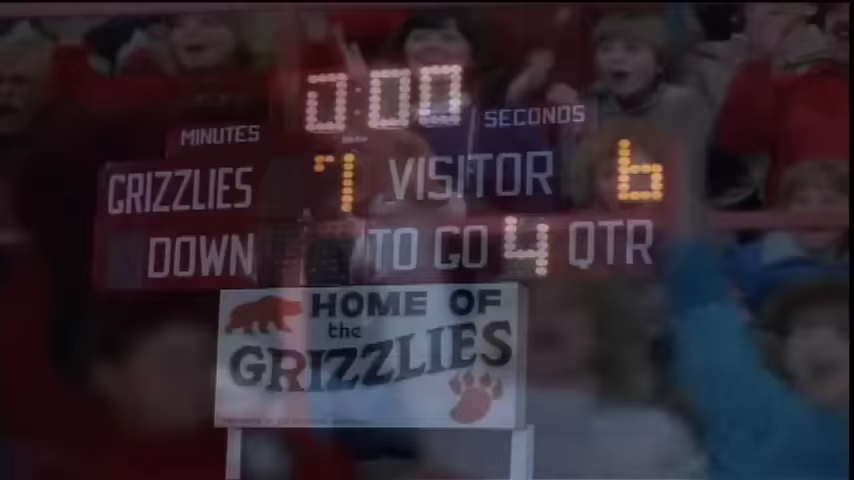 0:00
MINUTES SECONDS
GRIZZLIES 7 VISITOR 6
DOWN TO GO 4 QTR
HOME OF
the
GRIZZLIES